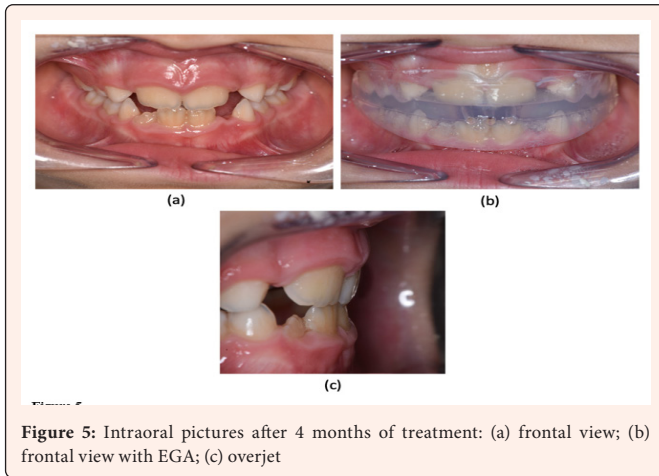 (a)
(b)
(c)
Figure 5: Intraoral pictures after 4 months of treatment: (a) frontal view; (b)
frontal view with EGA; (c) overjet